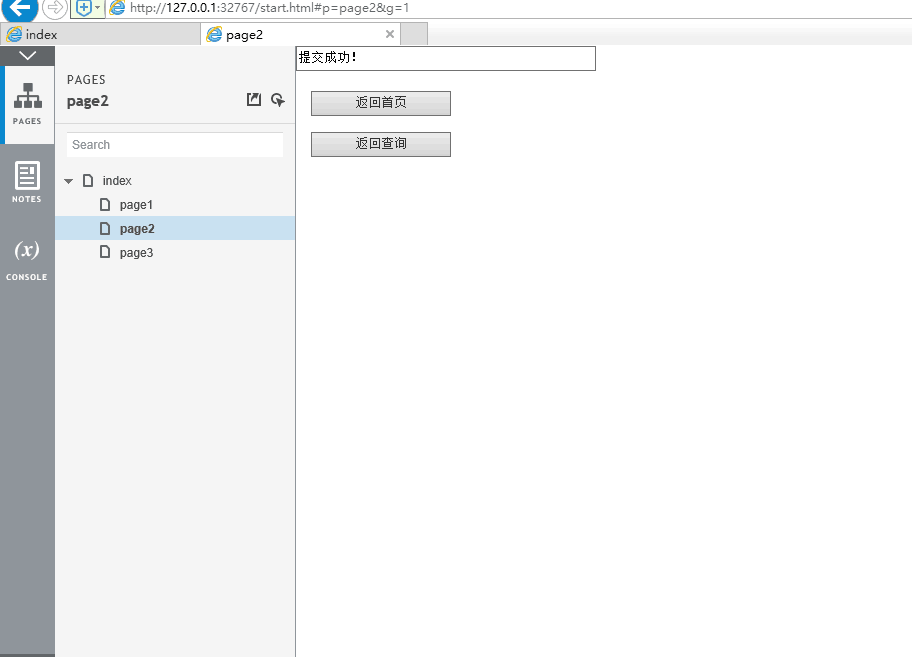 http://127.0.0.1:32767/start.html#p=page2&g=1
index
page2
PAGES
page2
Search
index
page1
page2
page3
PAGES
NOTES
(x)
CONSOLE
提交成功！
返回首页
返回查询